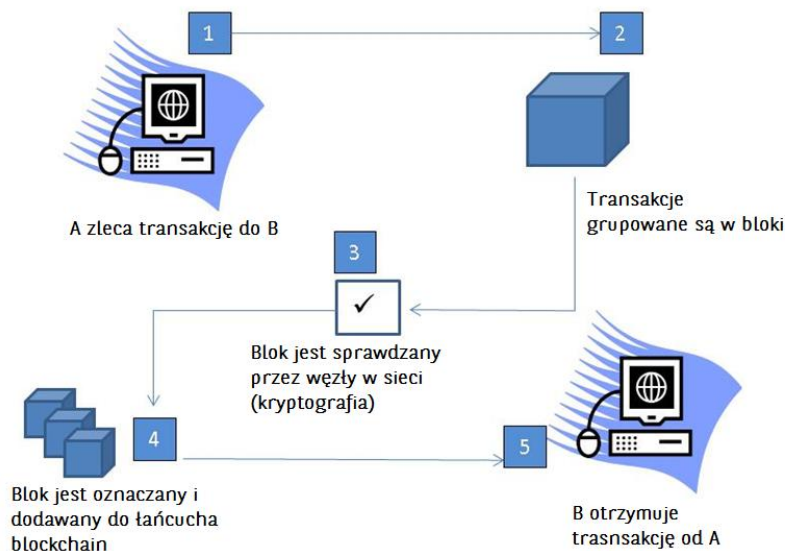 1
2
A zleca transakcję do B
Transakcje
grupowane są w bloki
3
✓
Blok jest sprawdzany
przez węzły w sieci
(kryptografia)
4
Blok jest oznaczany i
dodawany do łańcucha
blockchain
5
B otrzymuje
trasnsakcję od A